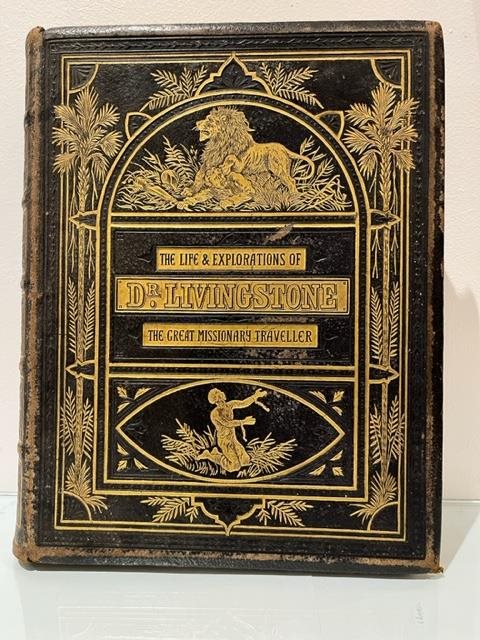 THE LIFE & EXPLORATIONS OF
DR. LIVINGSTONE
THE GREAT MISSIONARY TRAVELLER